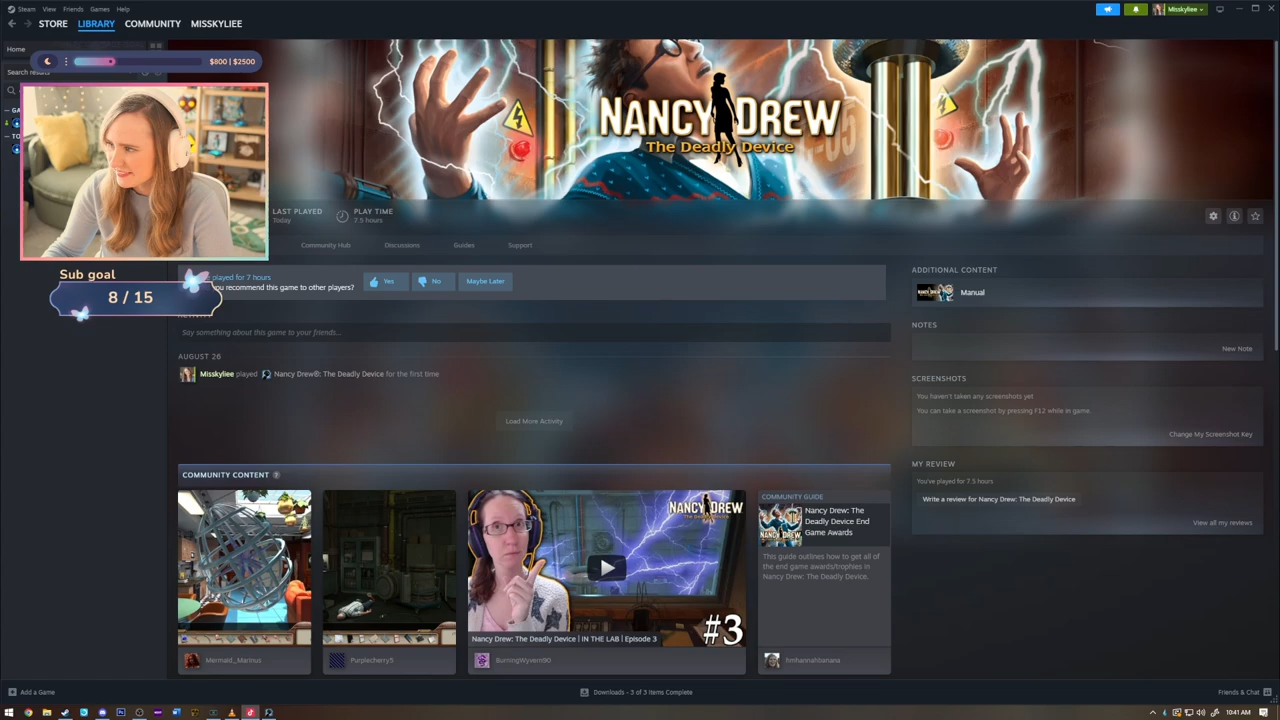 Steam View Friends Games Help
Misskyliee
STORE LIBRARY COMMUNITY MISSKYLIEE
Home
$800 | $2500
Search results
NANCY DREW
The Deadly Device
LAST PLAYED
Today
PLAY TIME
7.5 hours
Community Hub Discussions Guides Support
Sub goal
8 / 15
played for 7 hours
you recommend this game to other players?
Yes No Maybe Later
ACTIVITY
Say something about this game to your friends...
AUGUST 26
Misskyliee played Nancy Drew®: The Deadly Device for the first time
Load More Activity
COMMUNITY CONTENT ?
NANCY DREW
#3
Nancy Drew: The Deadly Device | IN THE LAB | Episode 3
Mermaid_Marinus
Purplecherry5
BurningWyvern90
COMMUNITY GUIDE
Nancy Drew: The
Deadly Device End
Game Awards
This guide outlines how to get all of
the end game awards/trophies in
Nancy Drew: The Deadly Device.
hmhannahbanana
ADDITIONAL CONTENT
Manual
NOTES
New Note
SCREENSHOTS
You haven't taken any screenshots yet
You can take a screenshot by pressing F12 while in game.
Change My Screenshot Key
MY REVIEW
You've played for 7.5 hours
Write a review for Nancy Drew: The Deadly Device
View all my reviews
Add a Game
Downloads - 3 of 3 Items Complete
Friends & Chat
10:41 AM